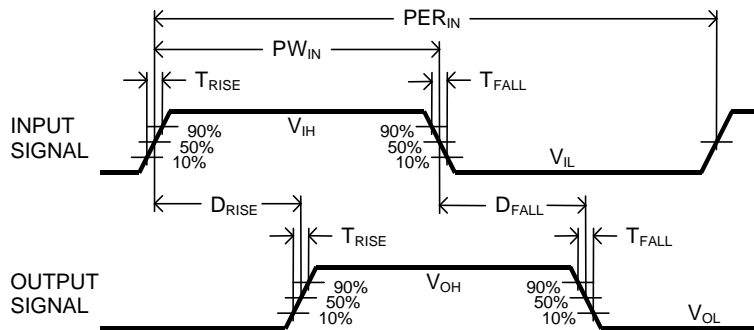 PER_IN
PW_IN
T_RISE
T_FALL
INPUT SIGNAL
V_IH
90%
50%
10%
90%
50%
10%
V_IL
D_RISE
D_FALL
T_RISE
T_FALL
OUTPUT SIGNAL
V_OH
90%
50%
10%
90%
50%
10%
V_OL